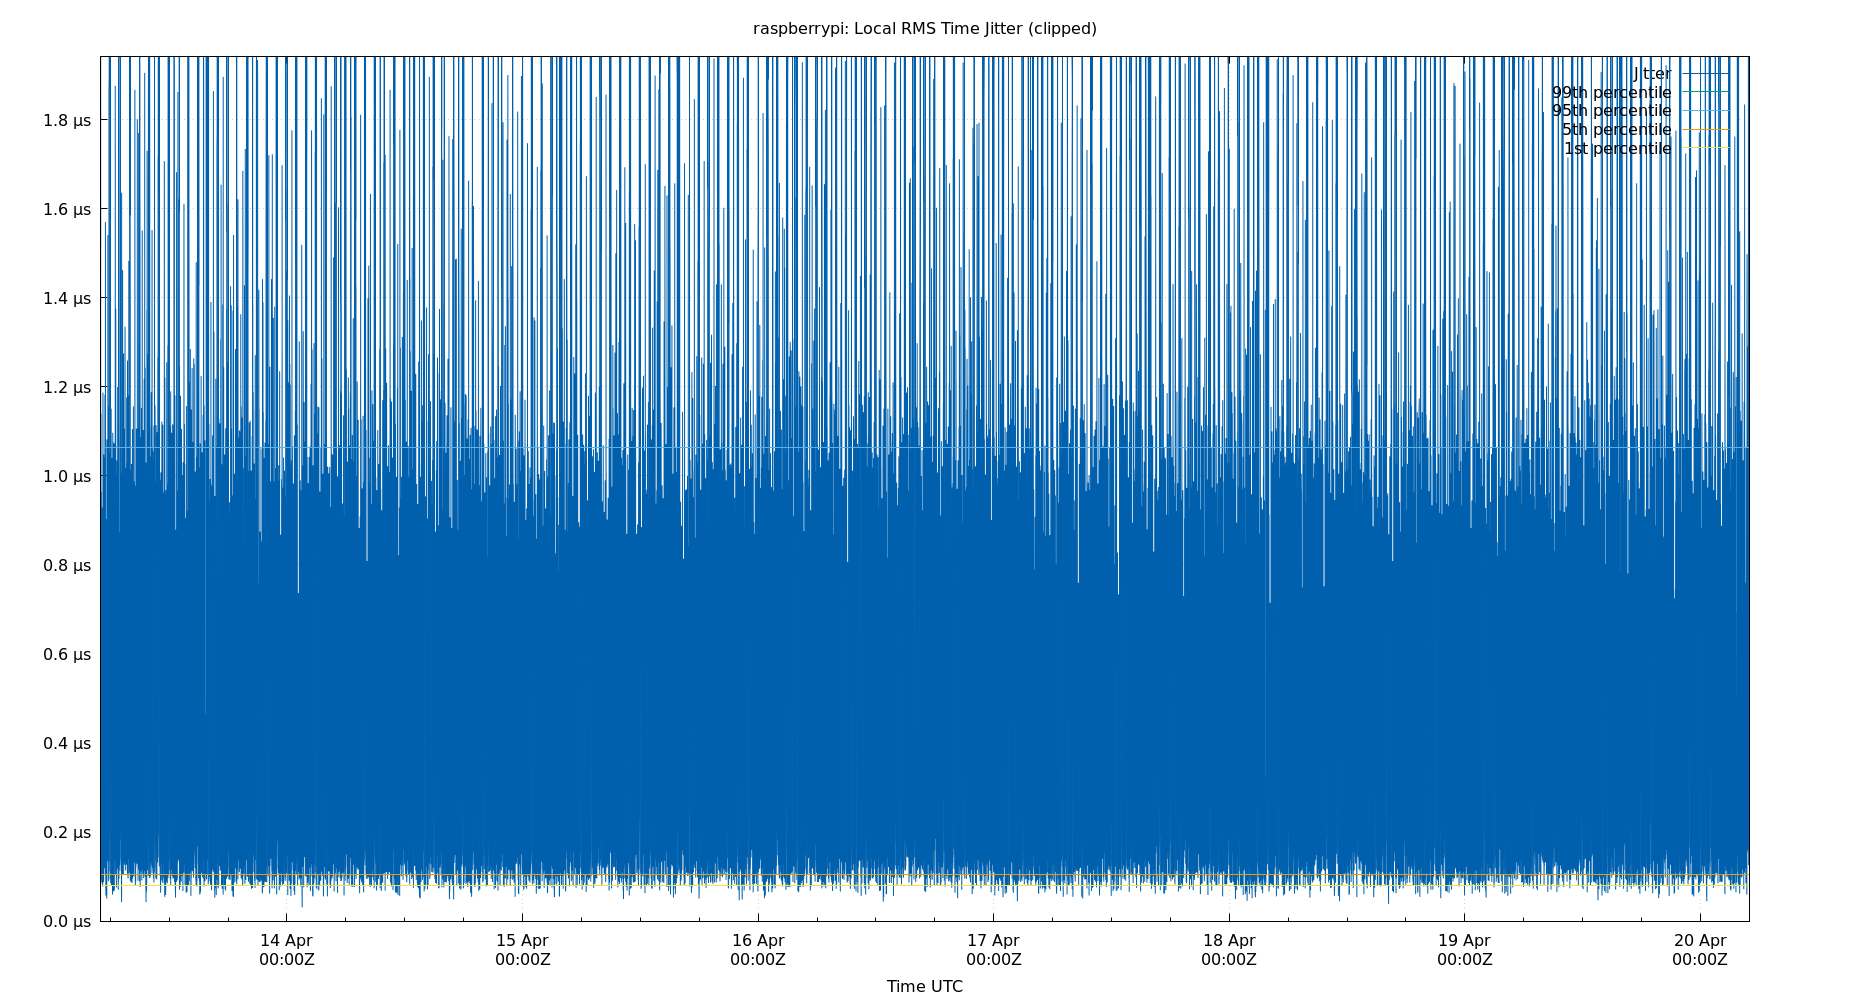 raspberrypi: Local RMS Time Jitter (clipped)
Jitter
99th percentile
95th percentile
5th percentile
1st percentile
1.8 μs
1.6 μs
1.4 μs
1.2 μs
1.0 μs
0.8 μs
0.6 μs
0.4 μs
0.2 μs
0.0 μs
14 Apr 15 Apr 16 Apr 17 Apr 18 Apr 19 Apr 20 Apr
00:00Z 00:00Z 00:00Z 00:00Z 00:00Z 00:00Z 00:00Z
Time UTC